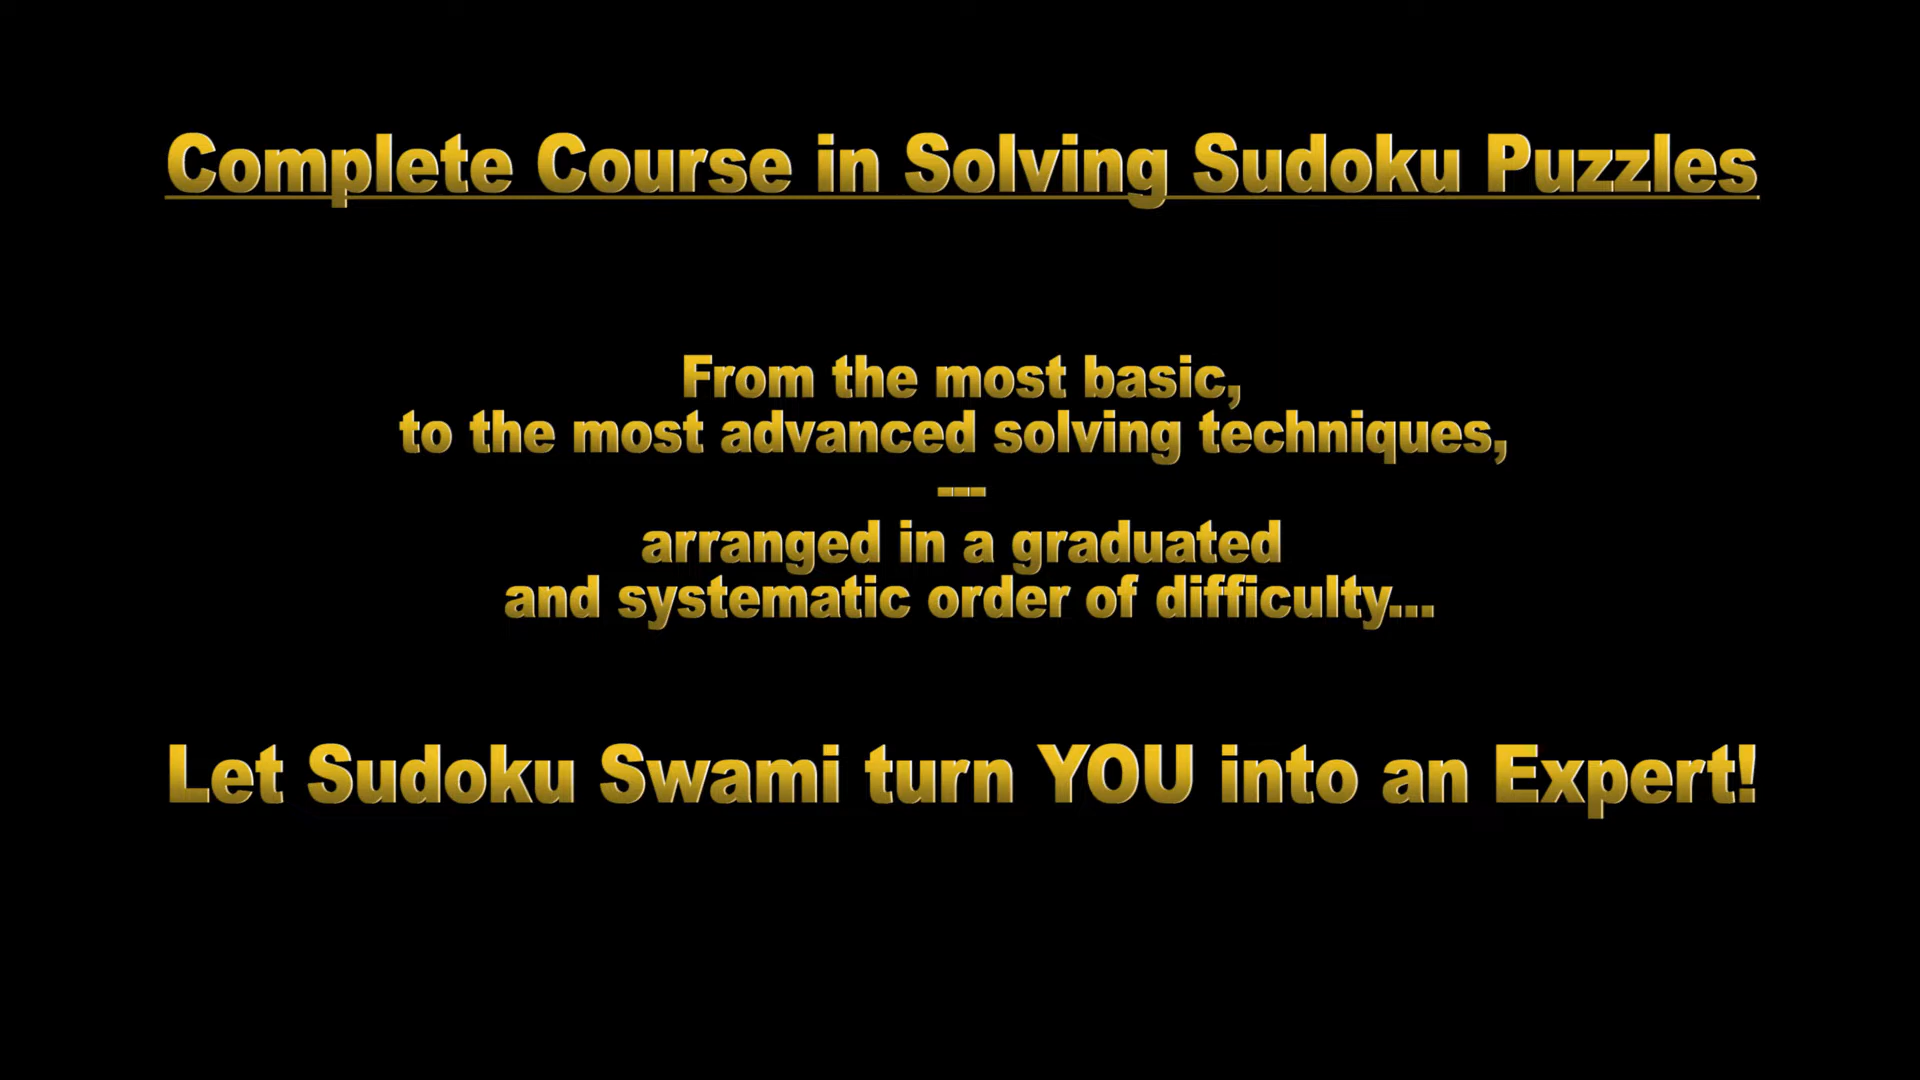 Complete Course in Solving Sudoku Puzzles
From the most basic,
to the most advanced solving techniques,
---
arranged in a graduated
and systematic order of difficulty...
Let Sudoku Swami turn YOU into an Expert!